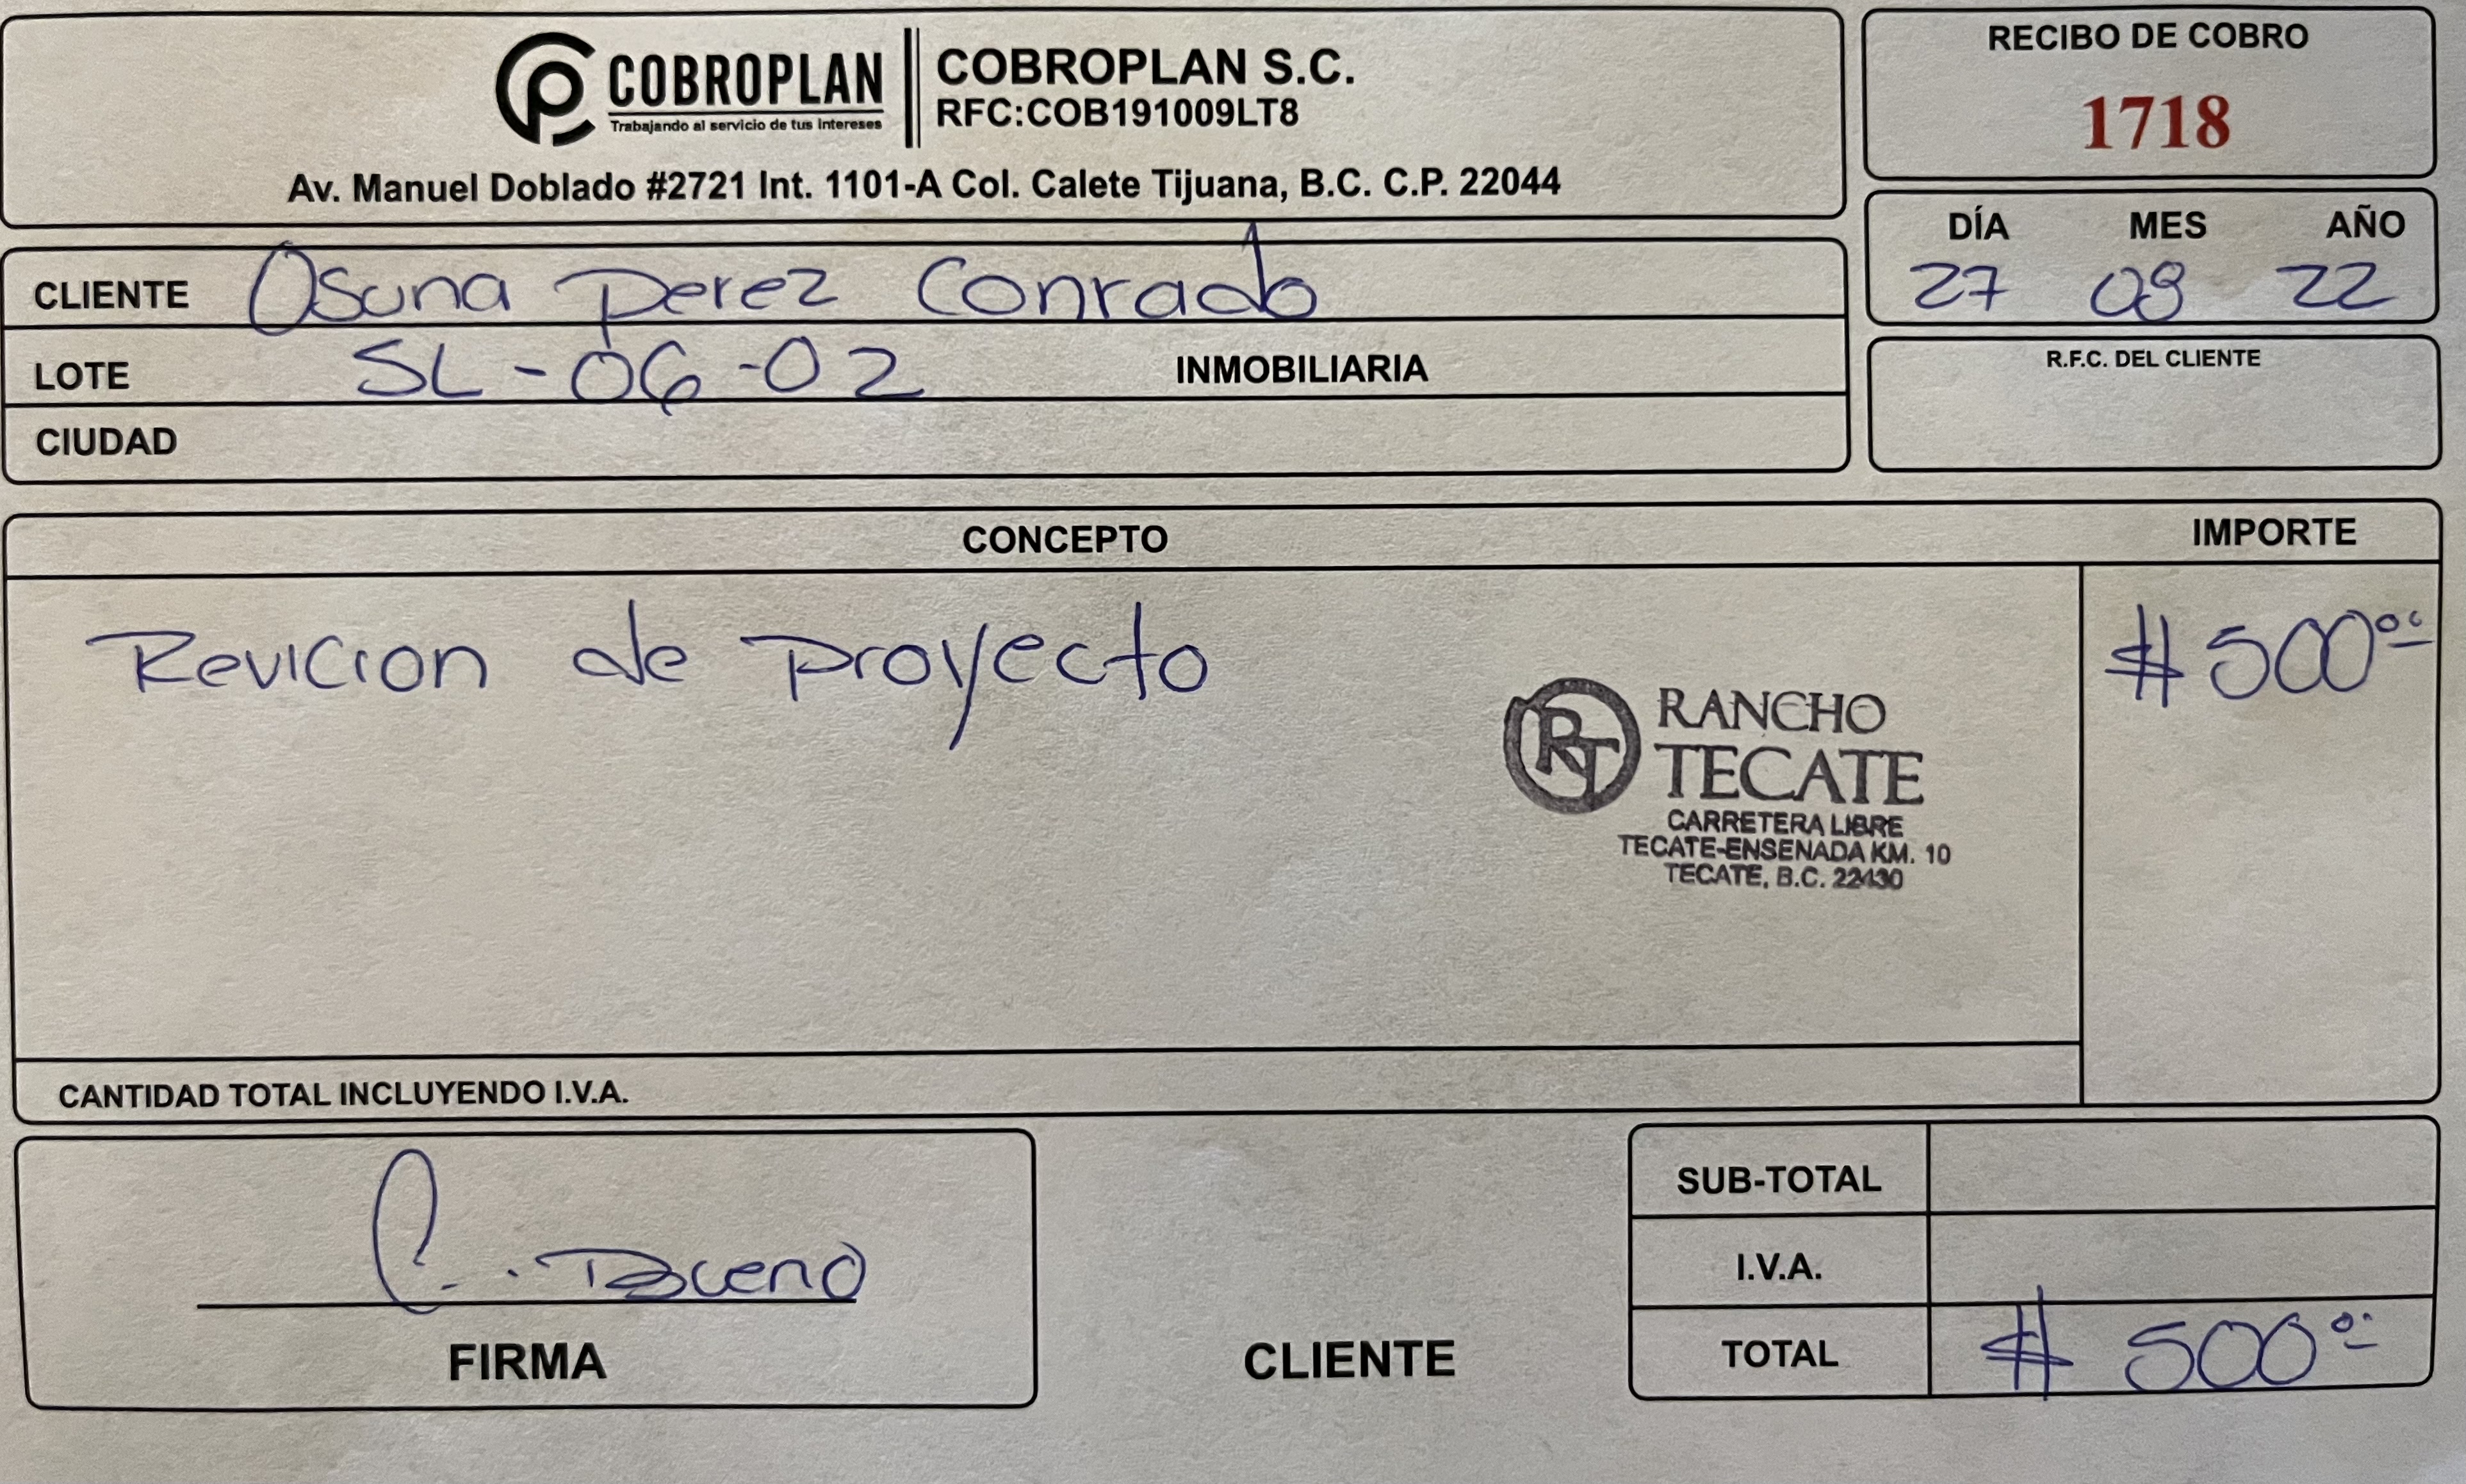 COBROPLAN
Trabajando al servicio de tus intereses
COBROPLAN S.C.
RFC:COB191009LT8
Av. Manuel Doblado #2721 Int. 1101-A Col. Calete Tijuana, B.C. C.P. 22044
RECIBO DE COBRO
1718
DÍA MES AÑO
27 08 22
CLIENTE Osuna Perez Conrado
LOTE SL-06-02 INMOBILIARIA
CIUDAD
R.F.C. DEL CLIENTE
CONCEPTO IMPORTE
Revicion de Proyecto $500.00
RT RANCHO
TECATE
CARRETERA LIBRE
TECATE-ENSENADA KM. 10
TECATE, B.C. 22430
CANTIDAD TOTAL INCLUYENDO I.V.A.
C. Bueno
FIRMA
CLIENTE
SUB-TOTAL
I.V.A.
TOTAL $500.00